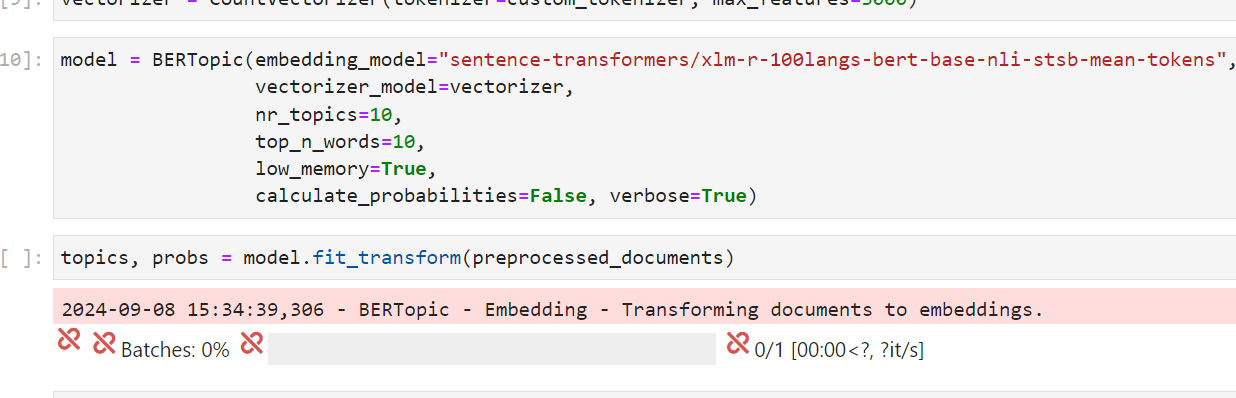 [9]: vectorizer = CountVectorizer(tokenizer=custom_tokenizer, max_features=5000)
10]: model = BERTopic(embedding_model="sentence-transformers/xlm-r-100langs-bert-base-nli-stsb-mean-tokens",
vectorizer_model=vectorizer,
nr_topics=10,
top_n_words=10,
low_memory=True,
calculate_probabilities=False, verbose=True)
[ ]: topics, probs = model.fit_transform(preprocessed_documents)
2024-09-08 15:34:39,306 - BERTopic - Embedding - Transforming documents to embeddings.
Batches: 0% 0/1 [00:00<?, ?it/s]